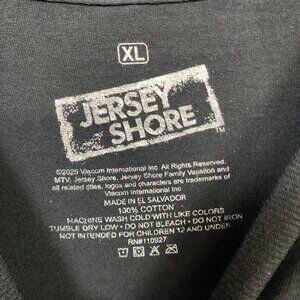 XL
JERSEY
SHORE
TM
©2025 Viacom International Inc. All Rights Reserved.
MTV, Jersey Shore, Jersey Shore Family Vacation and
all related titles, logos and characters are trademarks of
Viacom International Inc.
MADE IN EL SALVADOR
100% COTTON
MACHINE WASH COLD WITH LIKE COLORS
TUMBLE DRY LOW - DO NOT BLEACH - DO NOT IRON
NOT INTENDED FOR CHILDREN 12 AND UNDER.
RN#110927